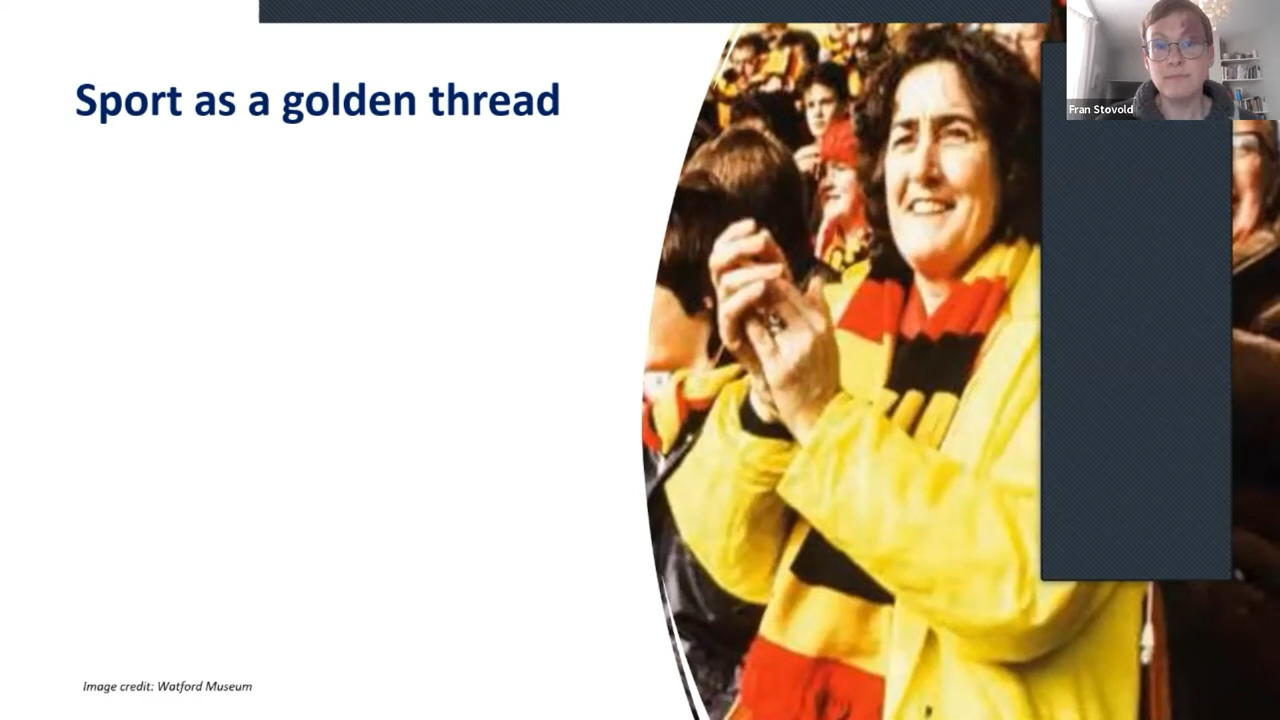 Sport as a golden thread
Fran Stovold
Image credit: Watford Museum